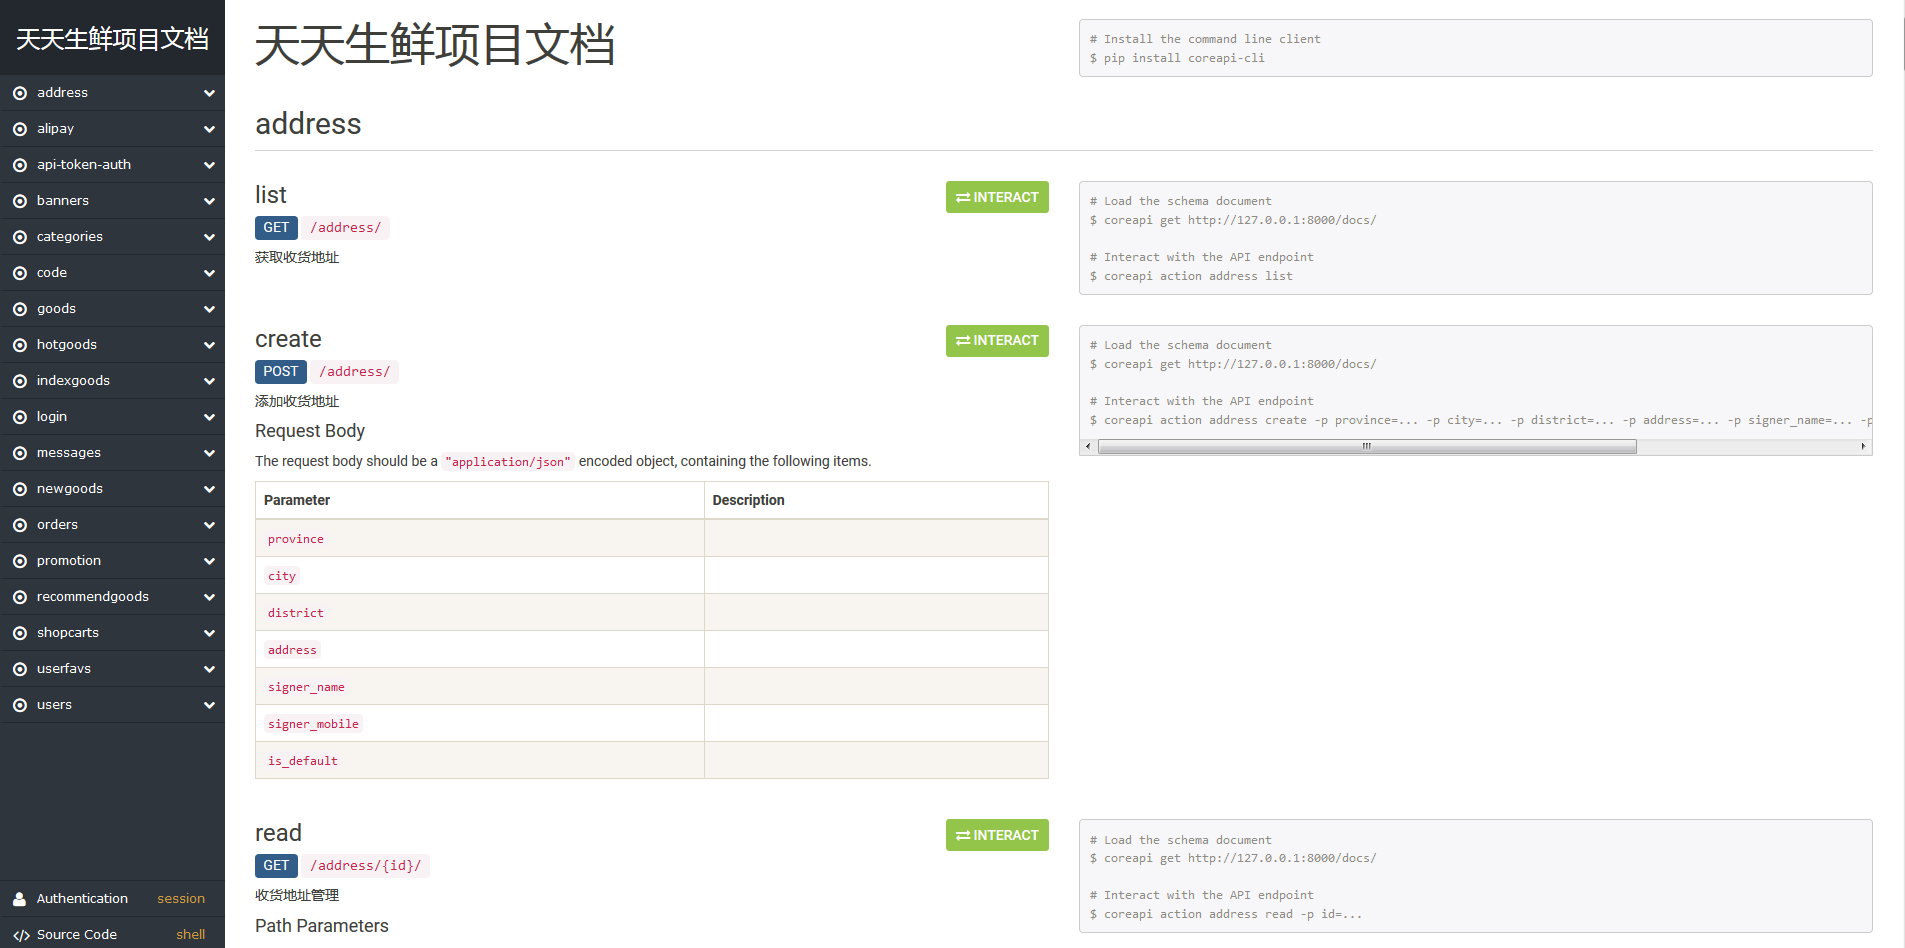 天天生鲜项目文档
address
alipay
api-token-auth
banners
categories
code
goods
hotgoods
indexgoods
login
messages
newgoods
orders
promotion
recommendgoods
shopcarts
userfavs
users
Authentication session
Source Code shell
天天生鲜项目文档
# Install the command line client
$ pip install coreapi-cli
address
list
INTERACT
GET /address/
获取收货地址
# Load the schema document
$ coreapi get http://127.0.0.1:8000/docs/
# Interact with the API endpoint
$ coreapi action address list
create
INTERACT
POST /address/
添加收货地址
Request Body
The request body should be a "application/json" encoded object, containing the following items.
Parameter Description
province
city
district
address
signer_name
signer_mobile
is_default
# Load the schema document
$ coreapi get http://127.0.0.1:8000/docs/
# Interact with the API endpoint
$ coreapi action address create -p province=... -p city=... -p district=... -p address=... -p signer_name=... -p
read
INTERACT
GET /address/{id}/
收货地址管理
Path Parameters
# Load the schema document
$ coreapi get http://127.0.0.1:8000/docs/
# Interact with the API endpoint
$ coreapi action address read -p id=...